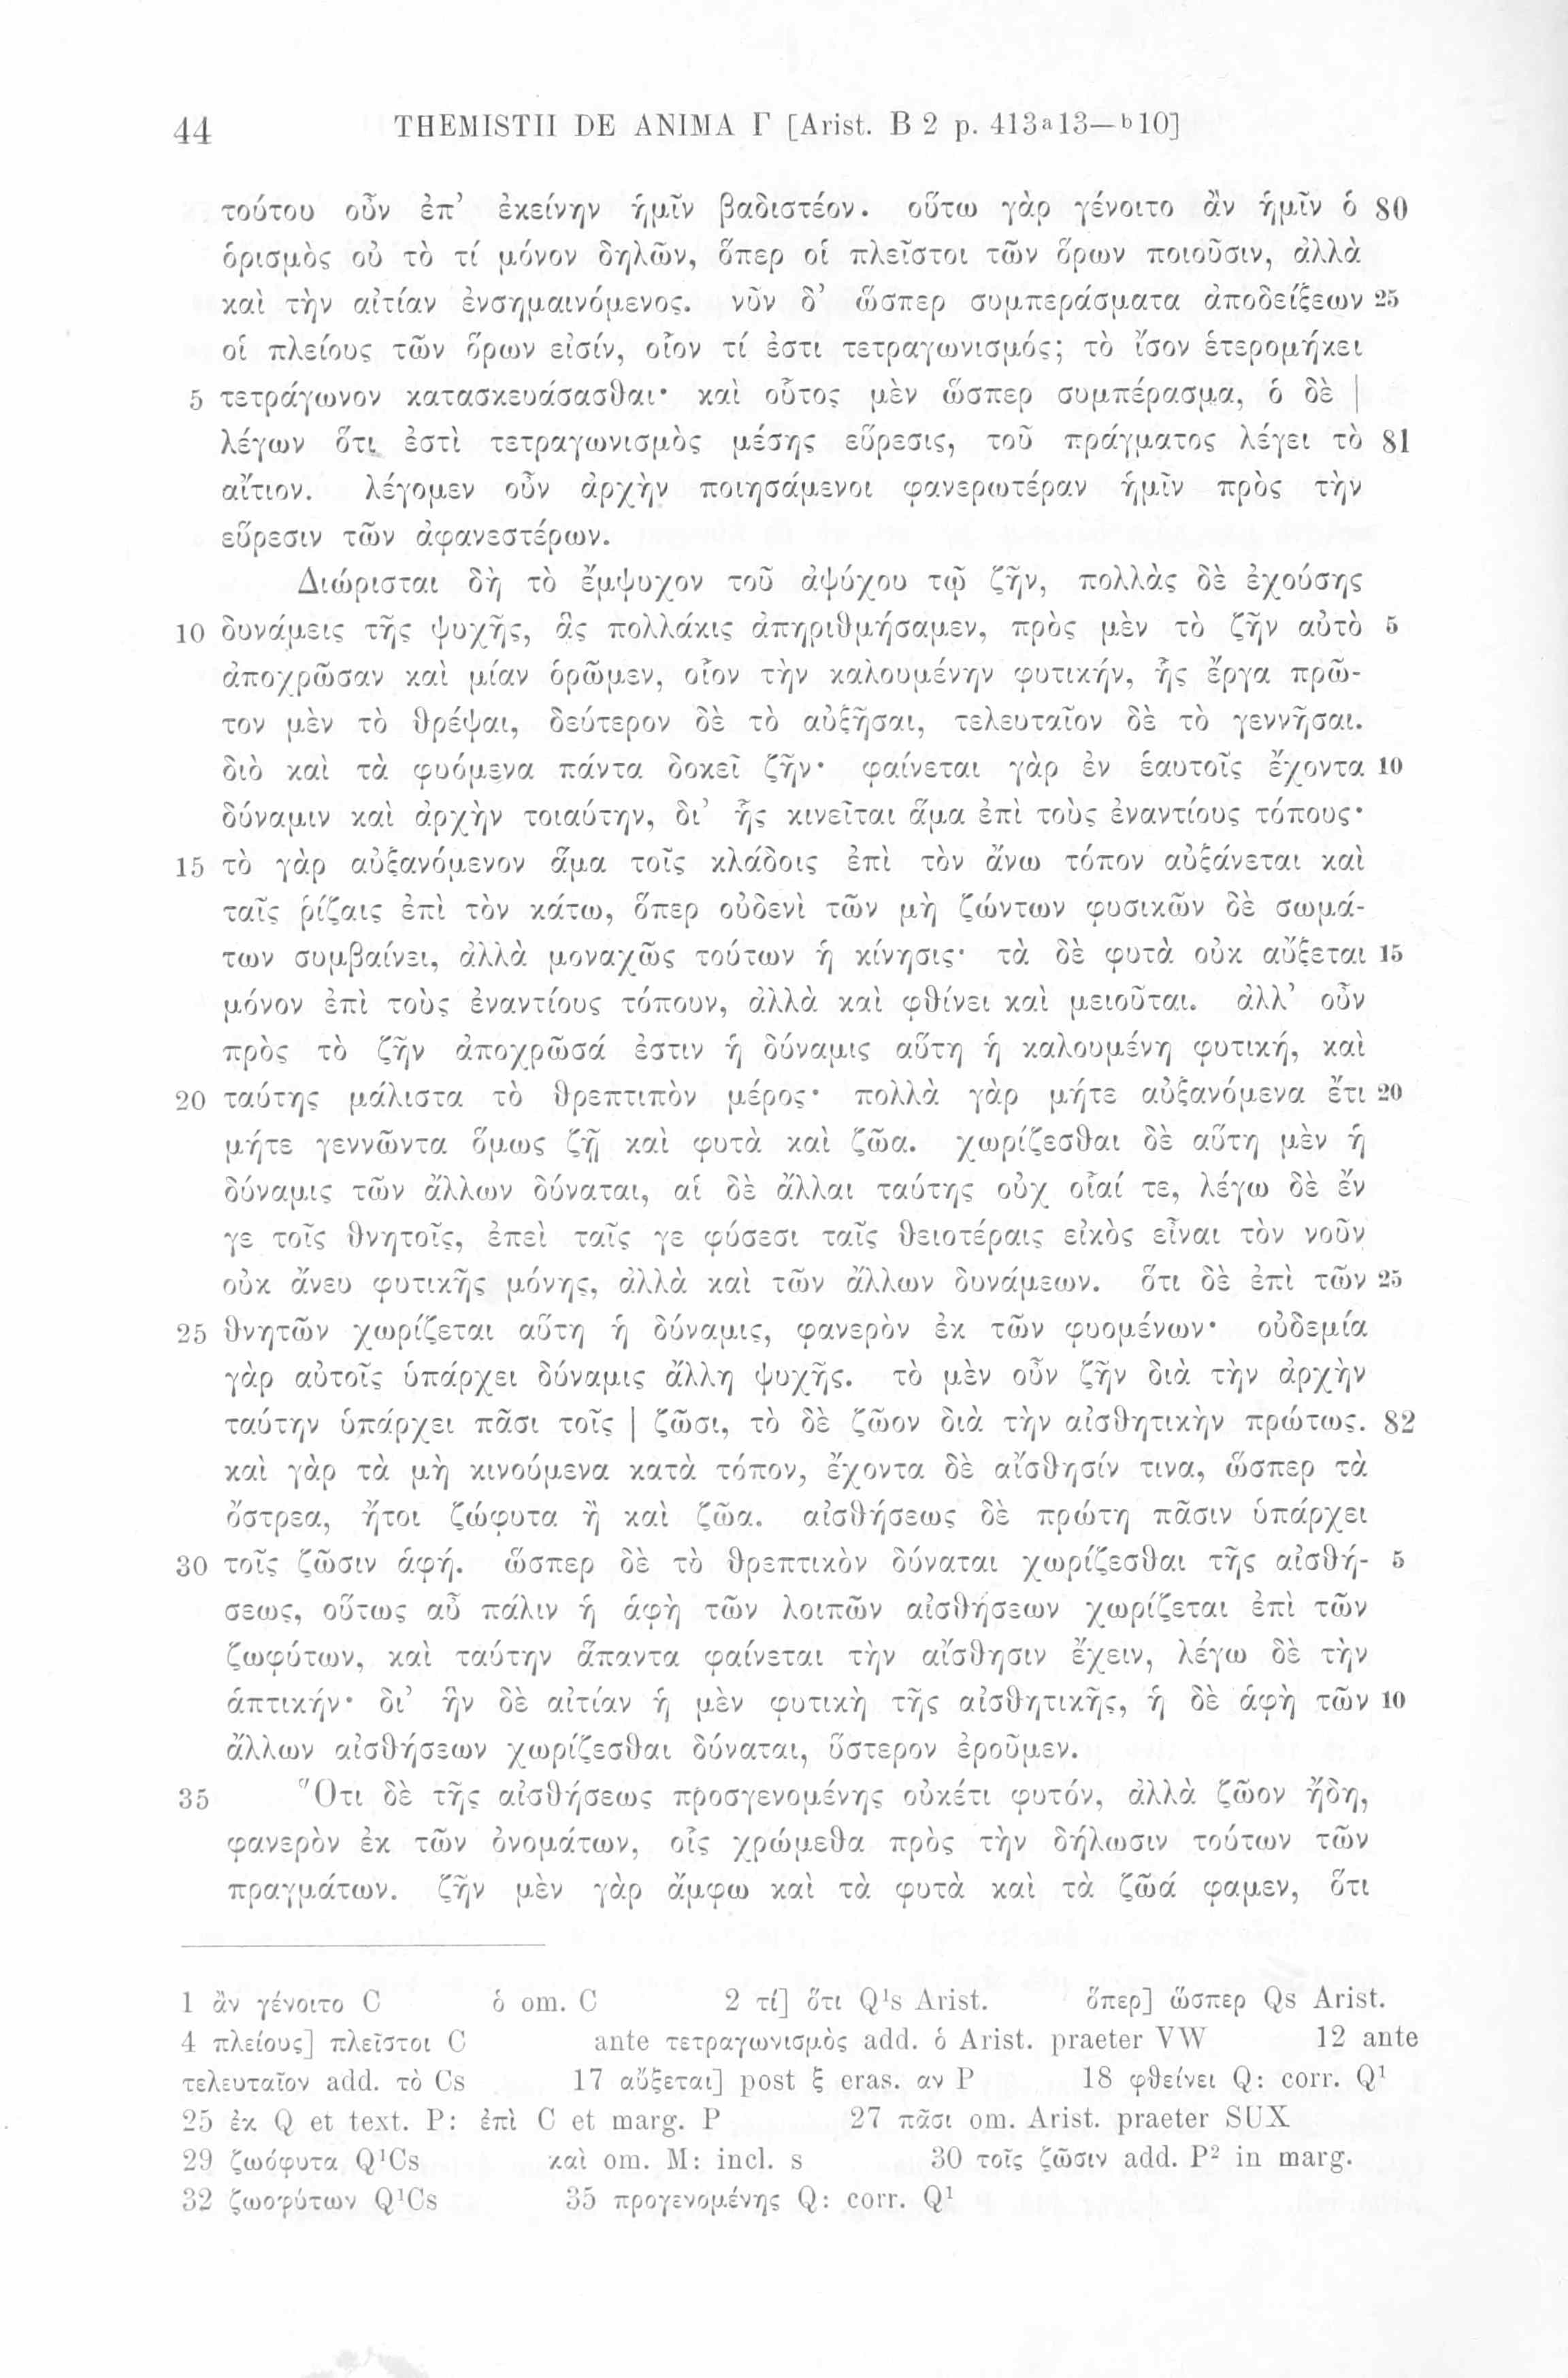 44 THEMISTII DE ANIMA Γ [Arist. B 2 p. 413a13—b10]
τούτου οὖν ἐπ’ ἐκείνην ἡμῖν βαδιστέον. οὕτω γὰρ γένοιτο ἂν ἡμῖν ὁ 80
ὁρισμὸς οὐ τὸ τί μόνον δηλῶν, ὅπερ οἱ πλεῖστοι τῶν ὅρων ποιοῦσιν, ἀλλὰ
καὶ τὴν αἰτίαν ἐνσημαινόμενος. νῦν δ’ ὥσπερ συμπεράσματα ἀποδείξεων 25
οἱ πλείους τῶν ὅρων εἰσίν, οἷον τί ἐστι τετραγωνισμός; τὸ ἴσον ἑτερομήκει
5 τετράγωνον κατασκευάσασθαι· καὶ οὗτος μὲν ὥσπερ συμπέρασμα, ὁ δὲ |
λέγων ὅτι ἐστὶ τετραγωνισμὸς μέσης εὕρεσις, τοῦ πράγματος λέγει τὸ 81
αἴτιον. λέγομεν οὖν ἀρχὴν ποιησάμενοι φανερωτέραν ἡμῖν πρὸς τὴν
εὕρεσιν τῶν ἀφανεστέρων.
Διώρισται δὴ τὸ ἔμψυχον τοῦ ἀψύχου τῷ ζῆν, πολλὰς δὲ ἐχούσης
10 δυνάμεις τῆς ψυχῆς, ἃς πολλάκις ἀπηριθμήσαμεν, πρὸς μὲν τὸ ζῆν αὐτὸ 5
ἀποχρῶσαν καὶ μίαν ὁρῶμεν, οἷον τὴν καλουμένην φυτικήν, ἧς ἔργα πρῶ-
τον μὲν τὸ θρέψαι, δεύτερον δὲ τὸ αὐξῆσαι, τελευταῖον δὲ τὸ γεννῆσαι.
διὸ καὶ τὰ φυόμενα πάντα δοκεῖ ζῆν· φαίνεται γὰρ ἐν ἑαυτοῖς ἔχοντα 10
δύναμιν καὶ ἀρχὴν τοιαύτην, δι’ ἧς κινεῖται ἅμα ἐπὶ τοὺς ἐναντίους τόπους·
15 τὸ γὰρ αὐξανόμενον ἅμα τοῖς κλάδοις ἐπὶ τὸν ἄνω τόπον αὐξάνεται καὶ
ταῖς ῥίζαις ἐπὶ τὸν κάτω, ὅπερ οὐδενὶ τῶν μὴ ζώντων φυσικῶν δὲ σωμά-
των συμβαίνει, ἀλλὰ μοναχῶς τούτων ἡ κίνησις· τὰ δὲ φυτὰ οὐκ αὔξεται 15
μόνον ἐπὶ τοὺς ἐναντίους τόπουν, ἀλλὰ καὶ φθίνει καὶ μειοῦται. ἀλλ’ οὖν
πρὸς τὸ ζῆν ἀποχρῶσά ἐστιν ἡ δύναμις αὕτη ἡ καλουμένη φυτική, καὶ
20 ταύτης μάλιστα τὸ θρεπτιπὸν μέρος· πολλὰ γὰρ μήτε αὐξανόμενα ἔτι 20
μήτε γεννῶντα ὅμως ζῇ καὶ φυτὰ καὶ ζῶα. χωρίζεσθαι δὲ αὕτη μὲν ἡ
δύναμις τῶν ἄλλων δύναται, αἱ δὲ ἄλλαι ταύτης οὐχ οἷαί τε, λέγω δὲ ἔν
γε τοῖς θνητοῖς, ἐπεὶ ταῖς γε φύσεσι ταῖς θειοτέραις εἰκὸς εἶναι τὸν νοῦν
οὐκ ἄνευ φυτικῆς μόνης, ἀλλὰ καὶ τῶν ἄλλων δυνάμεων. ὅτι δὲ ἐπὶ τῶν 25
25 θνητῶν χωρίζεται αὕτη ἡ δύναμις, φανερὸν ἐκ τῶν φυομένων· οὐδεμία
γὰρ αὐτοῖς ὑπάρχει δύναμις ἄλλη ψυχῆς. τὸ μὲν οὖν ζῆν διὰ τὴν ἀρχὴν
ταύτην ὑπάρχει πᾶσι τοῖς | ζῶσι, τὸ δὲ ζῶον διὰ τὴν αἰσθητικὴν πρώτως. 82
καὶ γὰρ τὰ μὴ κινούμενα κατὰ τόπον, ἔχοντα δὲ αἴσθησίν τινα, ὥσπερ τὰ
ὄστρεα, ἤτοι ζώφυτα ἢ καὶ ζῶα. αἰσθήσεως δὲ πρώτη πᾶσιν ὑπάρχει
30 τοῖς ζῶσιν ἁφή. ὥσπερ δὲ τὸ θρεπτικὸν δύναται χωρίζεσθαι τῆς αἰσθή- 5
σεως, οὕτως αὖ πάλιν ἡ ἁφὴ τῶν λοιπῶν αἰσθήσεων χωρίζεται ἐπὶ τῶν
ζωφύτων, καὶ ταύτην ἅπαντα φαίνεται τὴν αἴσθησιν ἔχειν, λέγω δὲ τὴν
ἁπτικήν· δι’ ἣν δὲ αἰτίαν ἡ μὲν φυτικὴ τῆς αἰσθητικῆς, ἡ δὲ ἁφὴ τῶν 10
ἄλλων αἰσθήσεων χωρίζεσθαι δύναται, ὕστερον ἐροῦμεν.
35 Ὅτι δὲ τῆς αἰσθήσεως προσγενομένης οὐκέτι φυτόν, ἀλλὰ ζῶον ἤδη,
φανερὸν ἐκ τῶν ὀνομάτων, οἷς χρώμεθα πρὸς τὴν δήλωσιν τούτων τῶν
πραγμάτων. ζῆν μὲν γὰρ ἄμφω καὶ τὰ φυτὰ καὶ τὰ ζῶά φαμεν, ὅτι
1 ἂν γένοιτο C ὁ om. C 2 τί] ὅτι Q¹s Arist. ὅπερ] ὥσπερ Qs Arist.
4 πλείους] πλεῖστοι C ante τετραγωνισμὸς add. ὁ Arist. praeter VW 12 ante
τελευταῖον add. τὸ Cs 17 αὔξεται] post ξ eras. αν P 18 φθείνει Q: corr. Q¹
25 ἐκ Q et text. P: ἐπὶ C et marg. P 27 πᾶσι om. Arist. praeter SUX
29 ζωόφυτα Q¹Cs καὶ om. M: incl. s 30 τοῖς ζῶσιν add. P² in marg.
32 ζωοφύτων Q¹Cs 35 προγενομένης Q: corr. Q¹